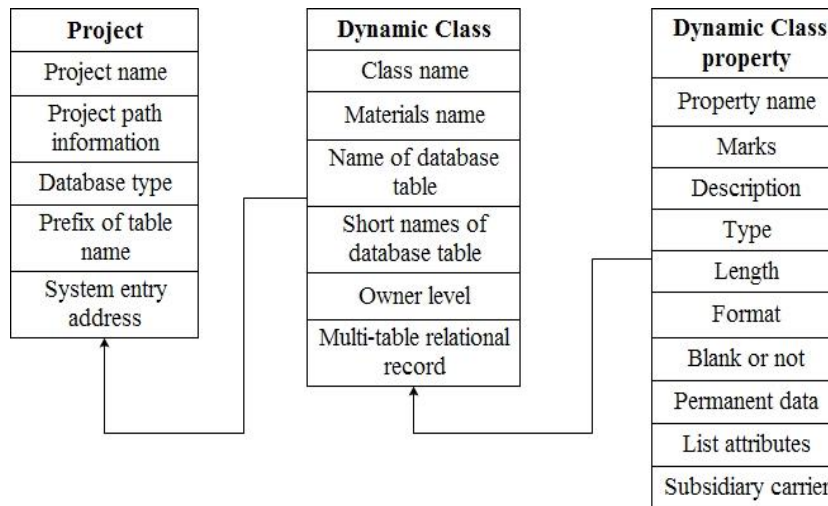 Project
Project name
Project path
information
Database type
Prefix of table
name
System entry
address
Dynamic Class
Class name
Materials name
Name of database
table
Short names of
database table
Owner level
Multi-table relational
record
Dynamic Class
property
Property name
Marks
Description
Type
Length
Format
Blank or not
Permanent data
List attributes
Subsidiary carrier